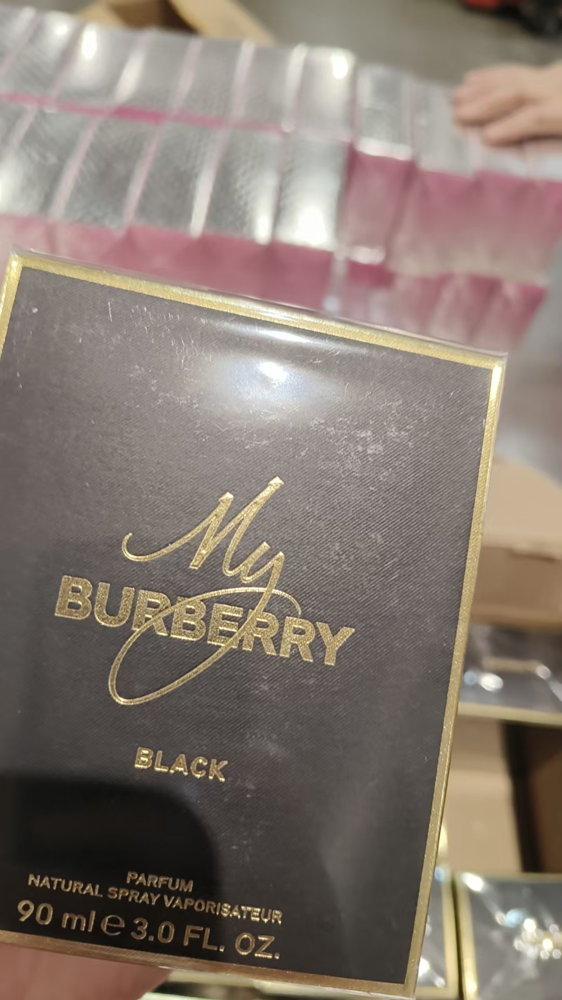 My
BURBERRY
BLACK
PARFUM
NATURAL SPRAY VAPORISATEUR
90 ml ℮ 3.0 FL. OZ.